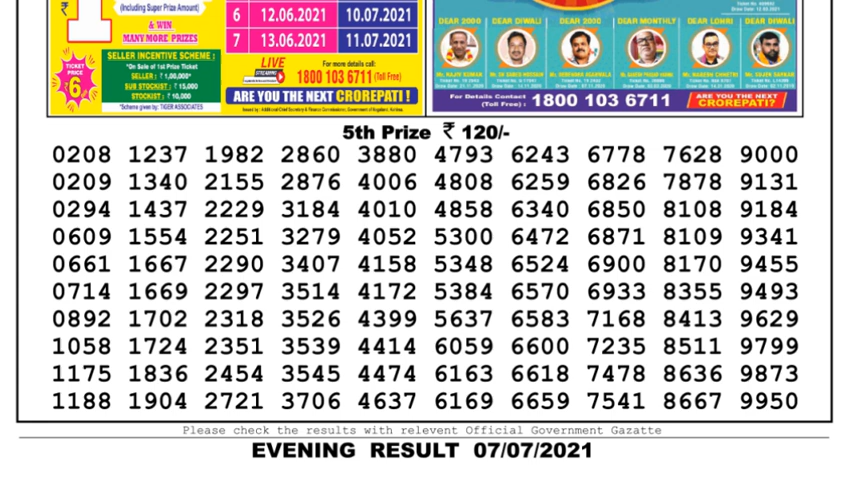 ₹ 1
(Including Super Prize Amount)
& WIN
MANY MORE PRIZES
6 12.06.2021 10.07.2021
7 13.06.2021 11.07.2021
TICKET PRICE ₹6
SELLER INCENTIVE SCHEME :
*On Sale of 1st Prize Ticket
SELLER : ₹ 1,00,000*
SUB STOCKIST : ₹ 15,000
STOCKIST : ₹ 10,000
*Scheme given by: TIGER ASSOCIATES
LIVE
STREAMING
For more details call:
1800 103 6711 (Toll Free)
ARE YOU THE NEXT CROREPATI !
DEAR 2000 DEAR DIWALI DEAR 2000 DEAR MONTHLY DEAR LOHRI DEAR DIWALI
For Details Contact
(Toll Free) : 1800 103 6711
ARE YOU THE NEXT
CROREPATI?
5th Prize ₹ 120/-
0208 1237 1982 2860 3880 4793 6243 6778 7628 9000
0209 1340 2155 2876 4006 4808 6259 6826 7878 9131
0294 1437 2229 3184 4010 4858 6340 6850 8108 9184
0609 1554 2251 3279 4052 5300 6472 6871 8109 9341
0661 1667 2290 3407 4158 5348 6524 6900 8170 9455
0714 1669 2297 3514 4172 5384 6570 6933 8355 9493
0892 1702 2318 3526 4399 5637 6583 7168 8413 9629
1058 1724 2351 3539 4414 6059 6600 7235 8511 9799
1175 1836 2454 3545 4474 6163 6618 7478 8636 9873
1188 1904 2721 3706 4637 6169 6659 7541 8667 9950
Please check the results with relevent Official Government Gazatte
EVENING RESULT 07/07/2021